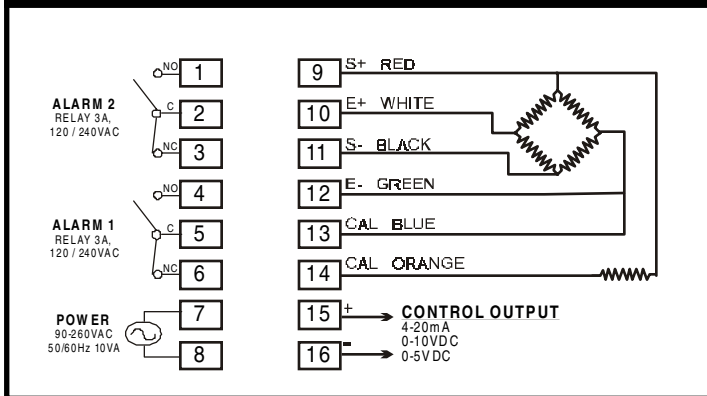 NO 1
ALARM 2
RELAY 3A,
120 / 240VAC
C 2
NC 3
NO 4
ALARM 1
RELAY 3A,
120 / 240VAC
C 5
NC 6
POWER
90-260VAC
50/60Hz 10VA
7
8
9 S+ RED
10 E+ WHITE
11 S- BLACK
12 E- GREEN
13 CAL BLUE
14 CAL ORANGE
15 + CONTROL OUTPUT
4-20mA
0-10VDC
0-5VDC
16 -